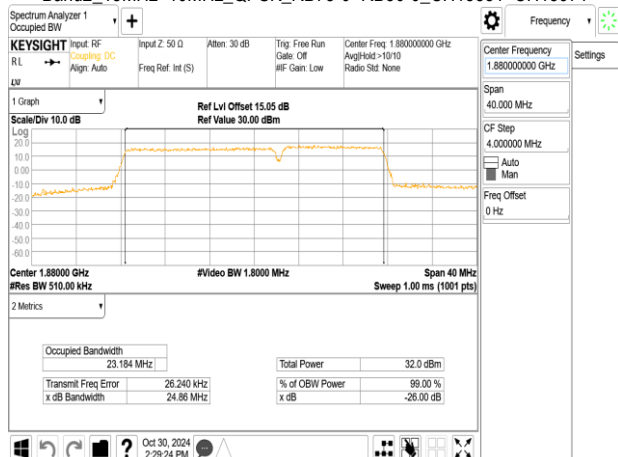 Spectrum Analyzer 1
Occupied BW
Frequency
KEYSIGHT
RL
Input: RF
Coupling: DC
Align: Auto
Input Z: 50 Ω
Freq Ref: Int (S)
Atten: 30 dB
Trig: Free Run
Gate: Off
#IF Gain: Low
Center Freq: 1.880000000 GHz
Avg|Hold:>10/10
Radio Std: None
LXI
1 Graph
Scale/Div 10.0 dB
Ref Lvl Offset 15.05 dB
Ref Value 30.00 dBm
Log
20.0
10.0
0.00
-10.0
-20.0
-30.0
-40.0
-50.0
-60.0
Center 1.88000 GHz
#Res BW 510.00 kHz
#Video BW 1.8000 MHz
Span 40 MHz
Sweep 1.00 ms (1001 pts)
2 Metrics
Occupied Bandwidth
23.184 MHz
Transmit Freq Error 26.240 kHz
x dB Bandwidth 24.86 MHz
Total Power 32.0 dBm
% of OBW Power 99.00 %
x dB -26.00 dB
Oct 30, 2024
2:29:24 PM
Center Frequency
1.880000000 GHz
Settings
Span
40.000 MHz
CF Step
4.000000 MHz
Auto
Man
Freq Offset
0 Hz